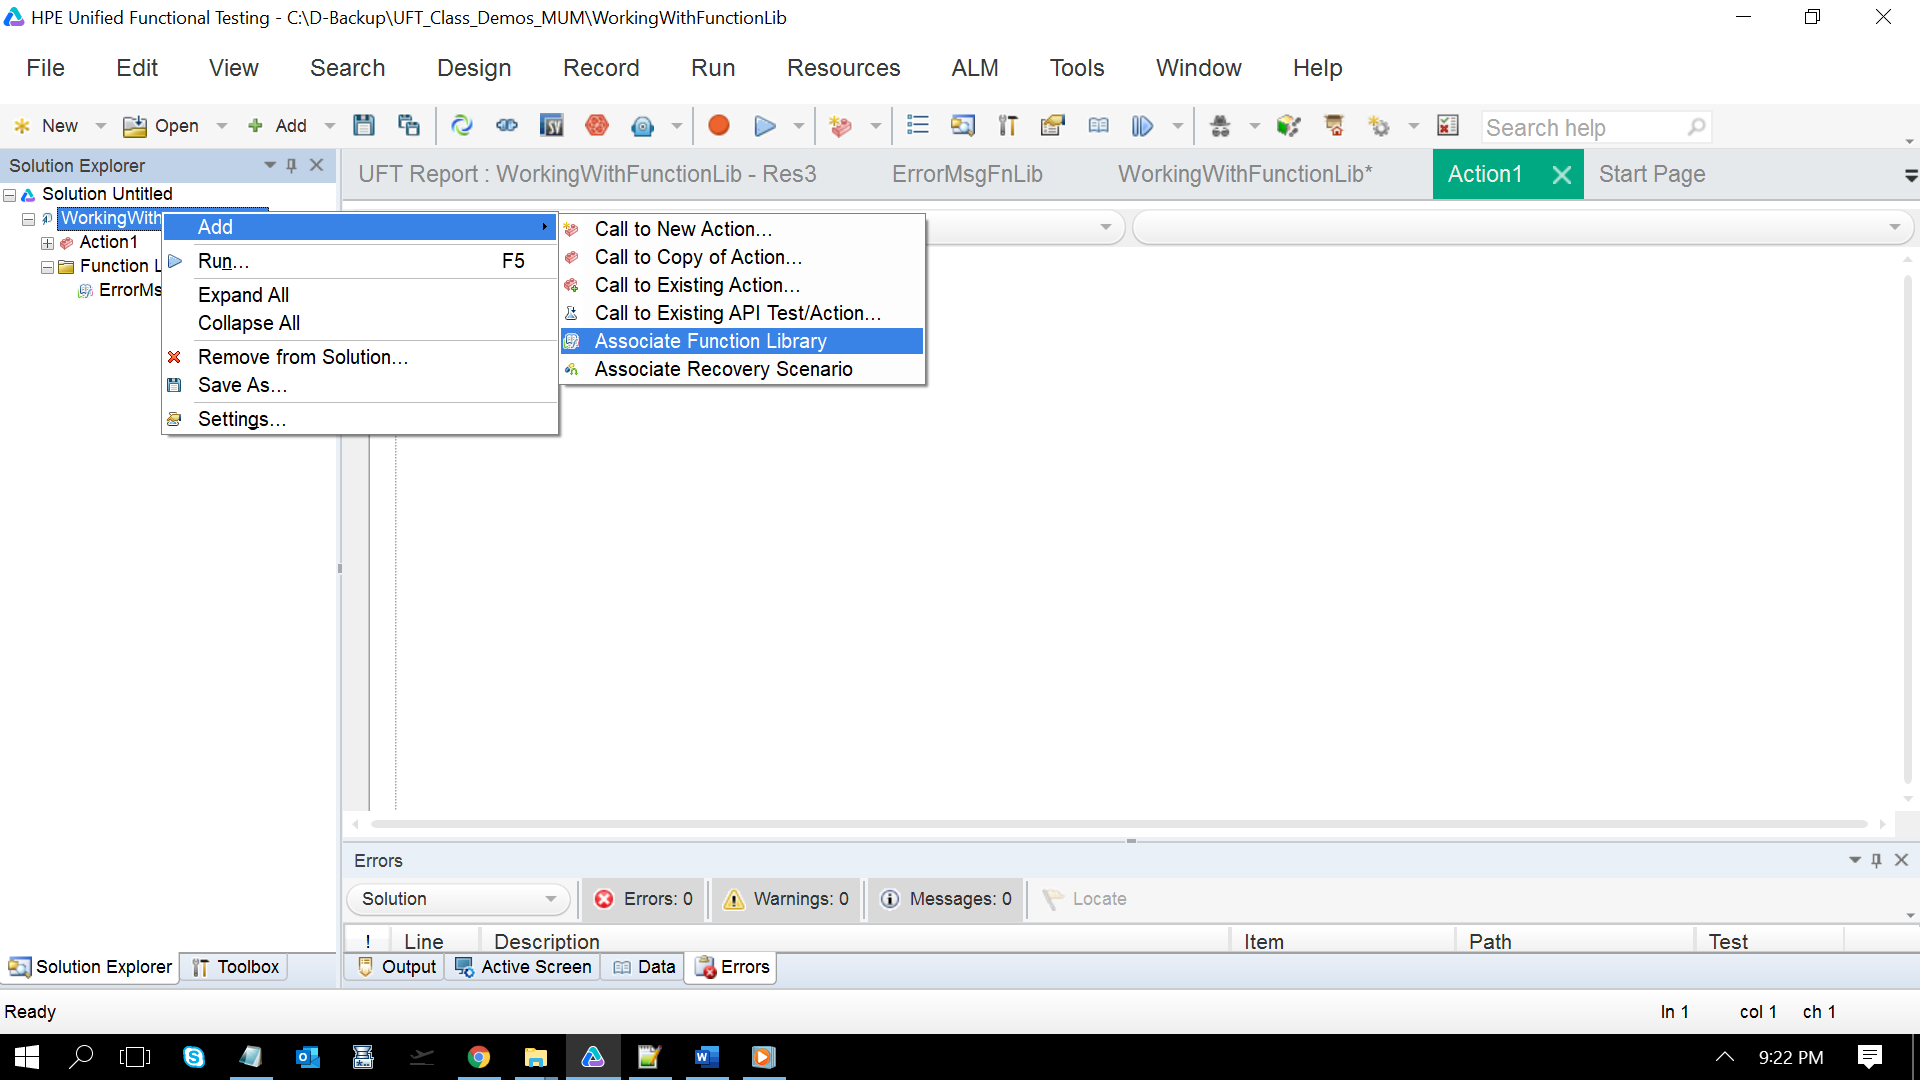 HPE Unified Functional Testing - C:\D-Backup\UFT_Class_Demos_MUM\WorkingWithFunctionLib
File Edit View Search Design Record Run Resources ALM Tools Window Help
New Open Add Search help
Solution Explorer
UFT Report : WorkingWithFunctionLib - Res3 ErrorMsgFnLib WorkingWithFunctionLib* Action1 Start Page
Solution Untitled
WorkingWith
Action1
Function L
ErrorMs
Add
Run... F5
Expand All
Collapse All
Remove from Solution...
Save As...
Settings...
Call to New Action...
Call to Copy of Action...
Call to Existing Action...
Call to Existing API Test/Action...
Associate Function Library
Associate Recovery Scenario
Errors
Solution Errors: 0 Warnings: 0 Messages: 0 Locate
! Line Description Item Path Test
Solution Explorer Toolbox Output Active Screen Data Errors
Ready ln 1 col 1 ch 1
9:22 PM